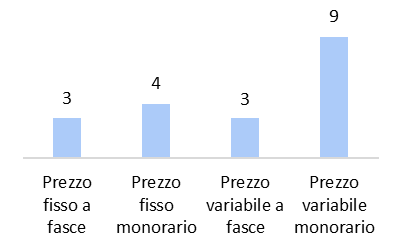 9
4
3
3
Prezzo fisso a fasce
Prezzo fisso monorario
Prezzo variabile a fasce
Prezzo variabile monorario